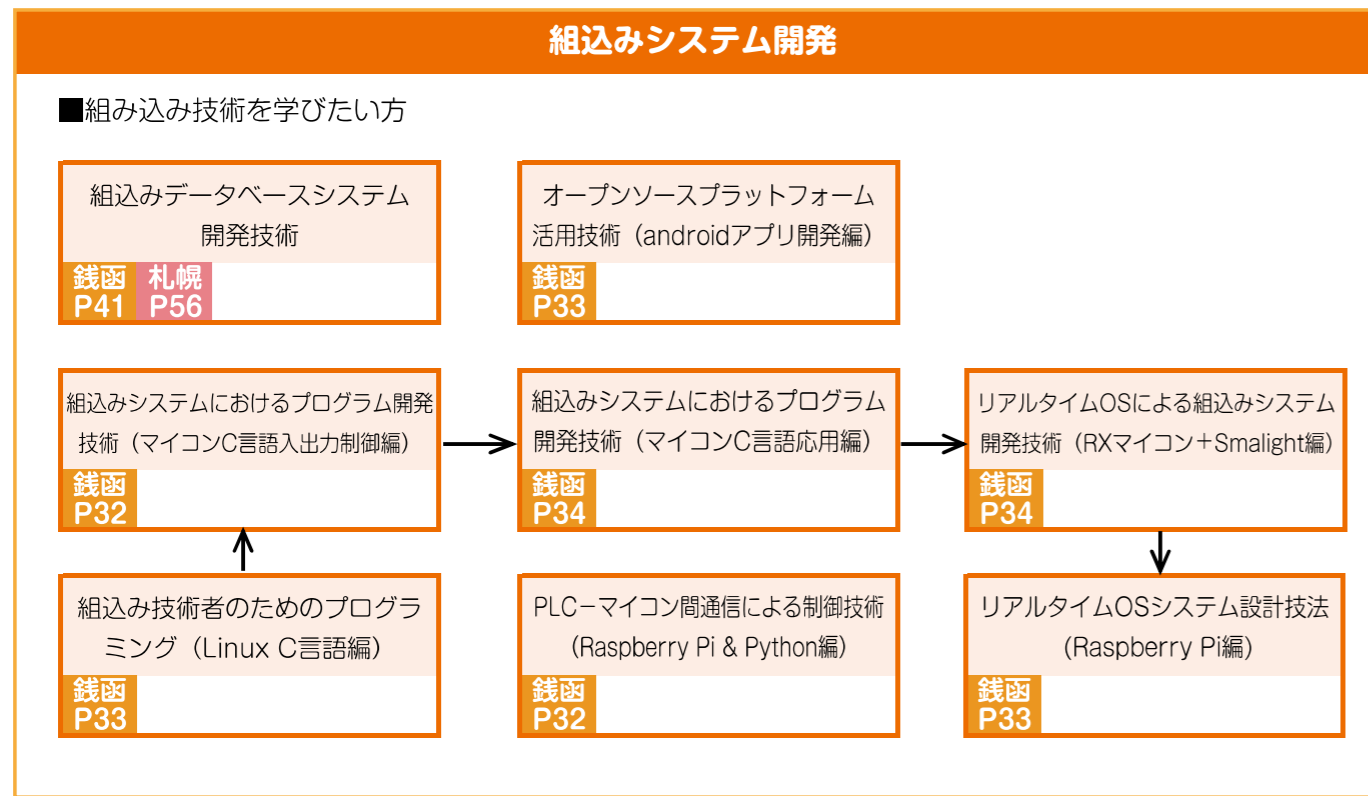 組込みシステム開発
■組み込み技術を学びたい方
組込みデータベースシステム
開発技術
銭函
P41
札幌
P56
オープンソースプラットフォーム
活用技術（androidアプリ開発編）
銭函
P33
組込みシステムにおけるプログラム開発
技術（マイコンC言語入出力制御編）
銭函
P32
組込みシステムにおけるプログラム
開発技術（マイコンC言語応用編）
銭函
P34
リアルタイムOSによる組込みシステム
開発技術（RXマイコン＋Smalight編）
銭函
P34
組込み技術者のためのプログラ
ミング（Linux C言語編）
銭函
P33
PLC－マイコン間通信による制御技術
（Raspberry Pi & Python編）
銭函
P32
リアルタイムOSシステム設計技法
（Raspberry Pi編）
銭函
P33